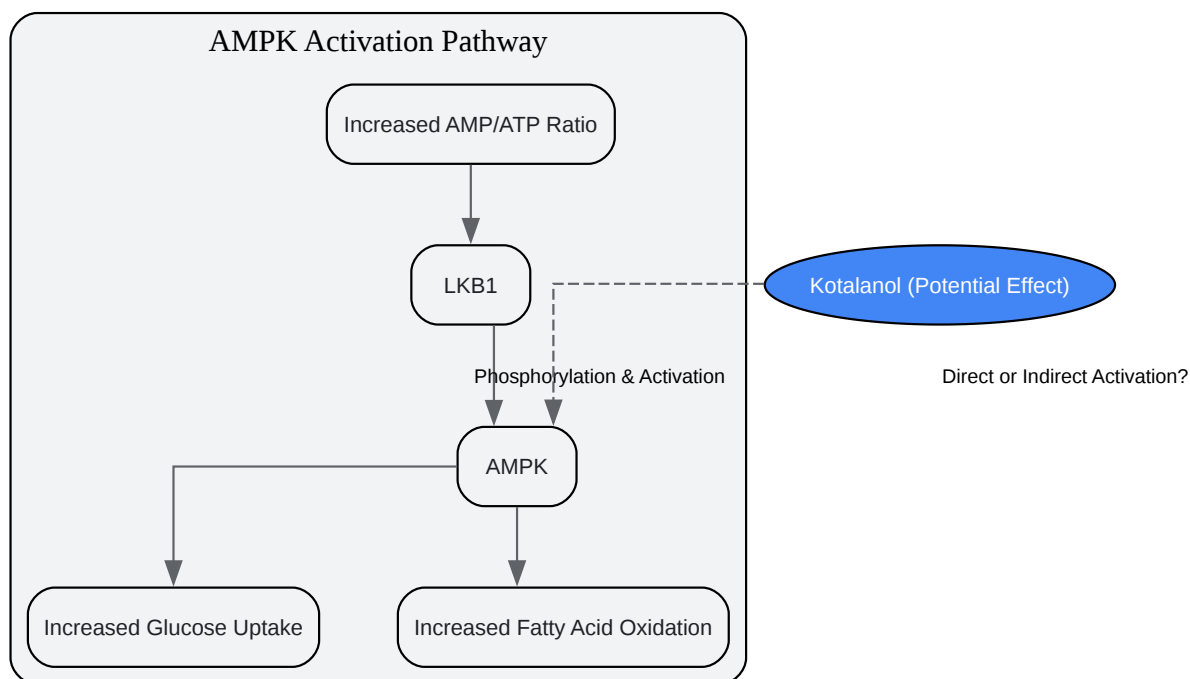 AMPK Activation Pathway
Increased AMP/ATP Ratio
LKB1
Kotalanol (Potential Effect)
Phosphorylation & Activation
Direct or Indirect Activation?
AMPK
Increased Glucose Uptake
Increased Fatty Acid Oxidation